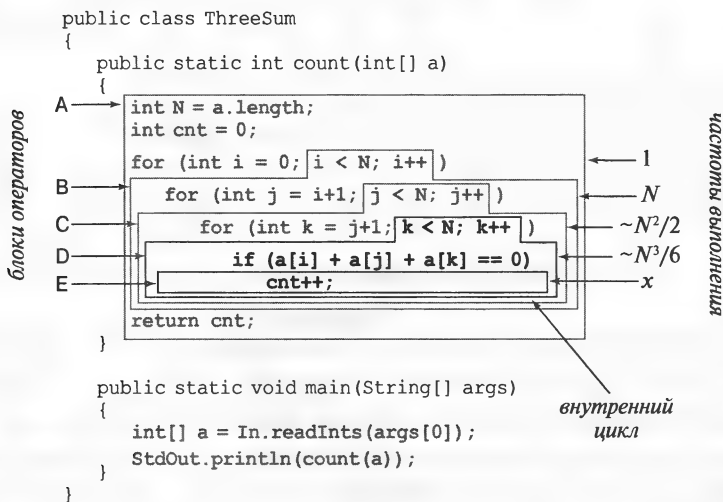 public class ThreeSum
{
public static int count(int[] a)
{
A
int N = a.length;
int cnt = 0;
for (int i = 0; i < N; i++ )
1
B
for (int j = i+1; j < N; j++ )
N
C
for (int k = j+1; k < N; k++ )
~N²/2
D
if (a[i] + a[j] + a[k] == 0)
~N³/6
E
cnt++;
x
return cnt;
}
блоки операторов
частоты выполнения
public static void main(String[] args)
{
int[] a = In.readInts(args[0]);
StdOut.println(count(a));
}
}
внутренний
цикл